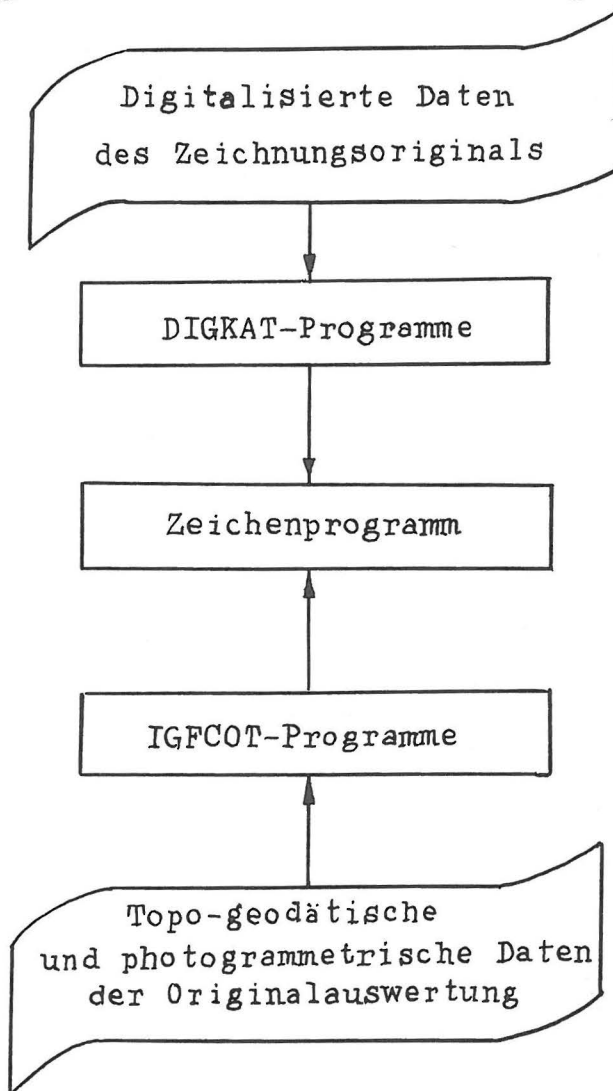 Digitalisierte Daten
des Zeichnungsoriginals
DIGKAT-Programme
Zeichenprogramm
IGFCOT-Programme
Topo-geodätische
und photogrammetrische Daten
der Originalauswertung